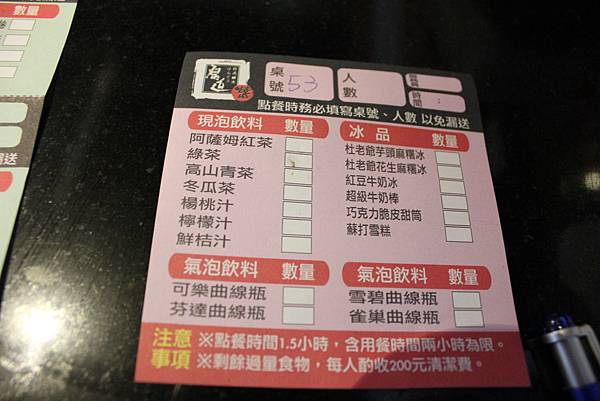 桌號 53
人數
時間 :
點餐時務必填寫桌號、人數 以免漏送
現泡飲料 數量
阿薩姆紅茶
綠茶
高山青茶
冬瓜茶
楊桃汁
檸檬汁
鮮桔汁
冰品 數量
杜老爺芋頭麻糬冰
杜老爺花生麻糬冰
紅豆牛奶冰
超級牛奶棒
巧克力脆皮甜筒
蘇打雪糕
氣泡飲料 數量
可樂曲線瓶
芬達曲線瓶
氣泡飲料 數量
雪碧曲線瓶
雀巢曲線瓶
注意事項
※點餐時間1.5小時，含用餐時間兩小時為限。
※剩餘過量食物，每人酌收200元清潔費。
數量
漏送